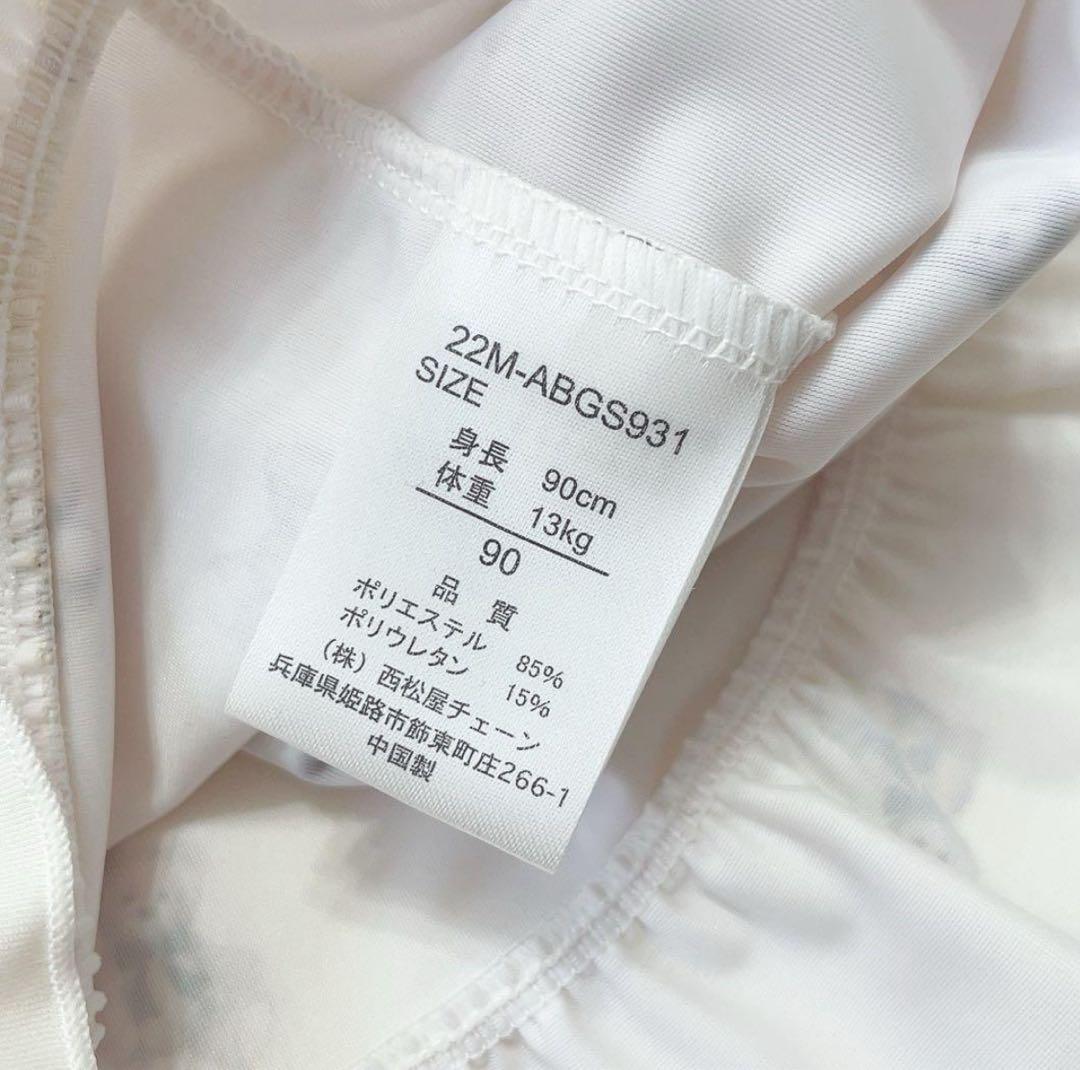 22M-ABGS931
SIZE
身長 90cm
体重 13kg
90
品 質
ポリエステル 85%
ポリウレタン 15%
(株) 西松屋チェーン
兵庫県姫路市飾東町庄266-1
中国製